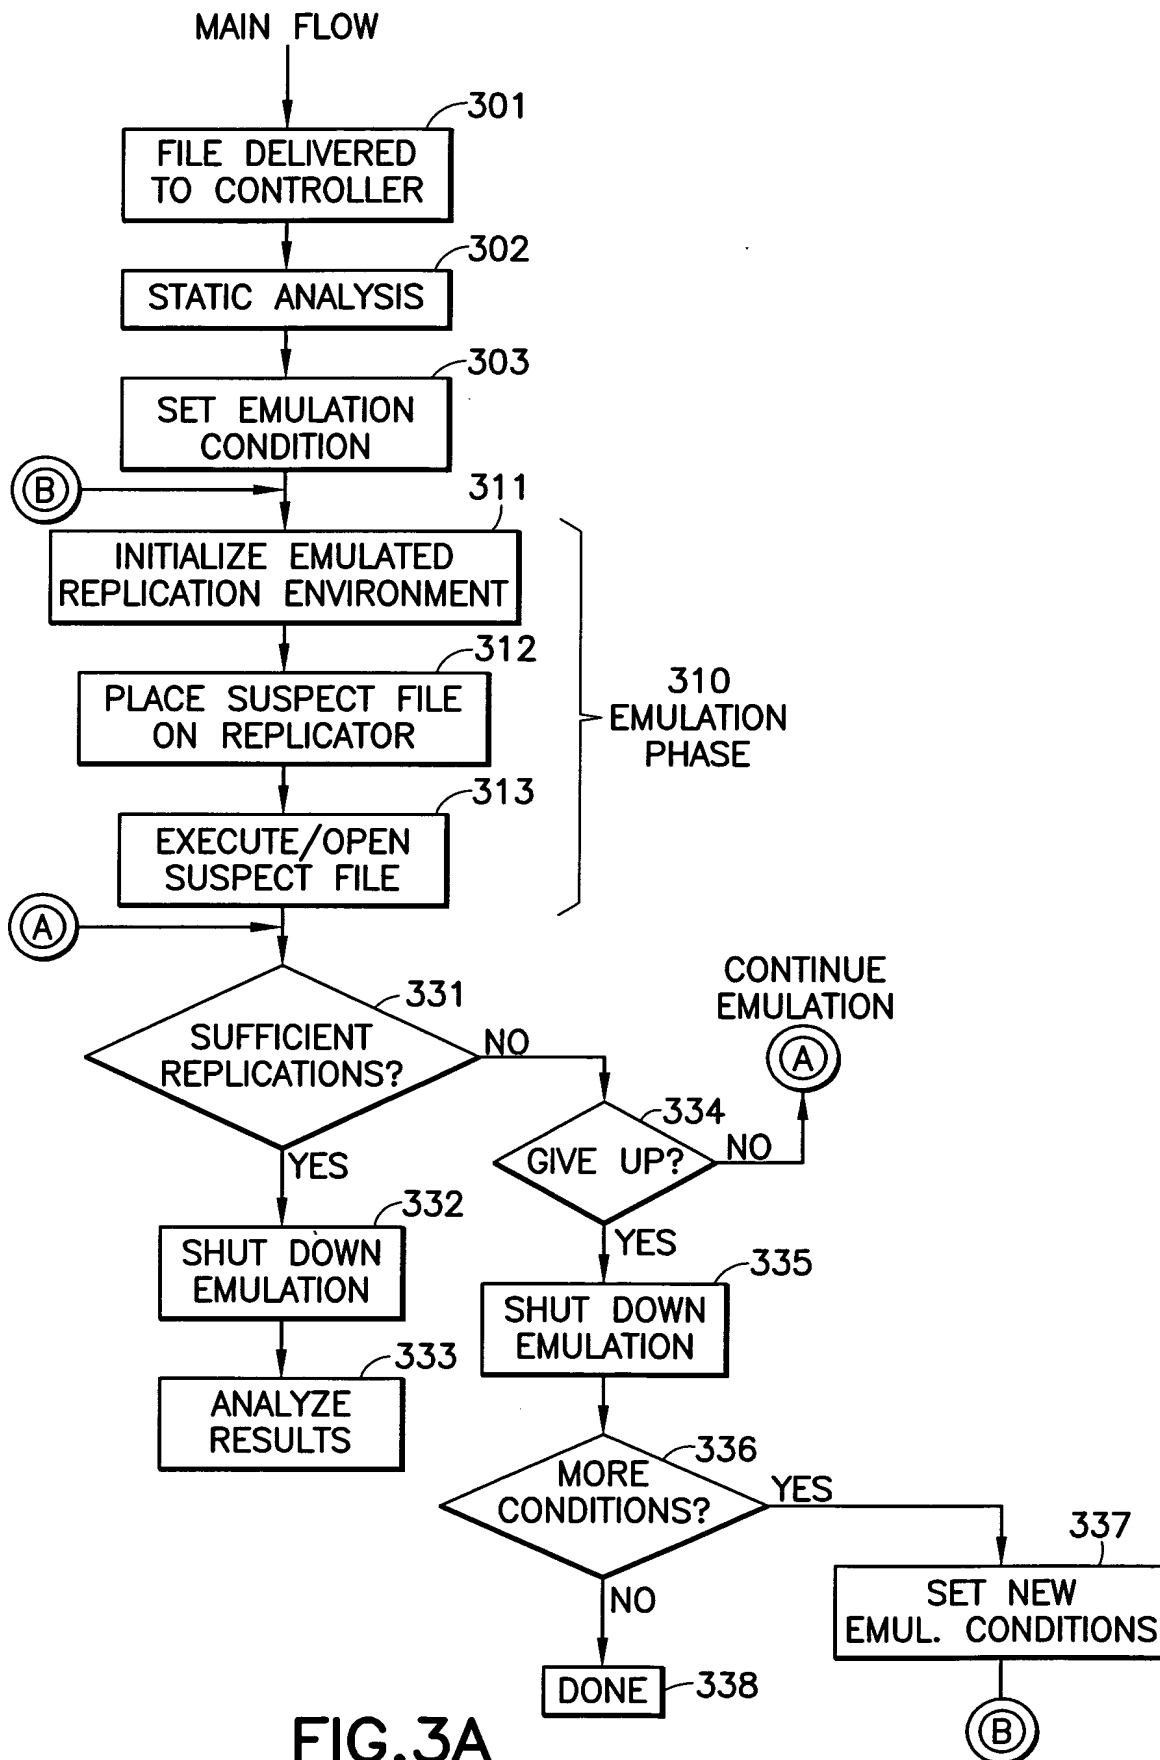 MAIN FLOW
301
FILE DELIVERED
TO CONTROLLER
302
STATIC ANALYSIS
303
SET EMULATION
CONDITION
B
311
INITIALIZE EMULATED
REPLICATION ENVIRONMENT
312
PLACE SUSPECT FILE
ON REPLICATOR
310
EMULATION
PHASE
313
EXECUTE/OPEN
SUSPECT FILE
A
331
SUFFICIENT
REPLICATIONS?
NO
CONTINUE
EMULATION
A
334
GIVE UP?
NO
YES
332
SHUT DOWN
EMULATION
YES
335
SHUT DOWN
EMULATION
333
ANALYZE
RESULTS
336
MORE
CONDITIONS?
YES
337
SET NEW
EMUL. CONDITIONS
NO
DONE
338
B
FIG.3A